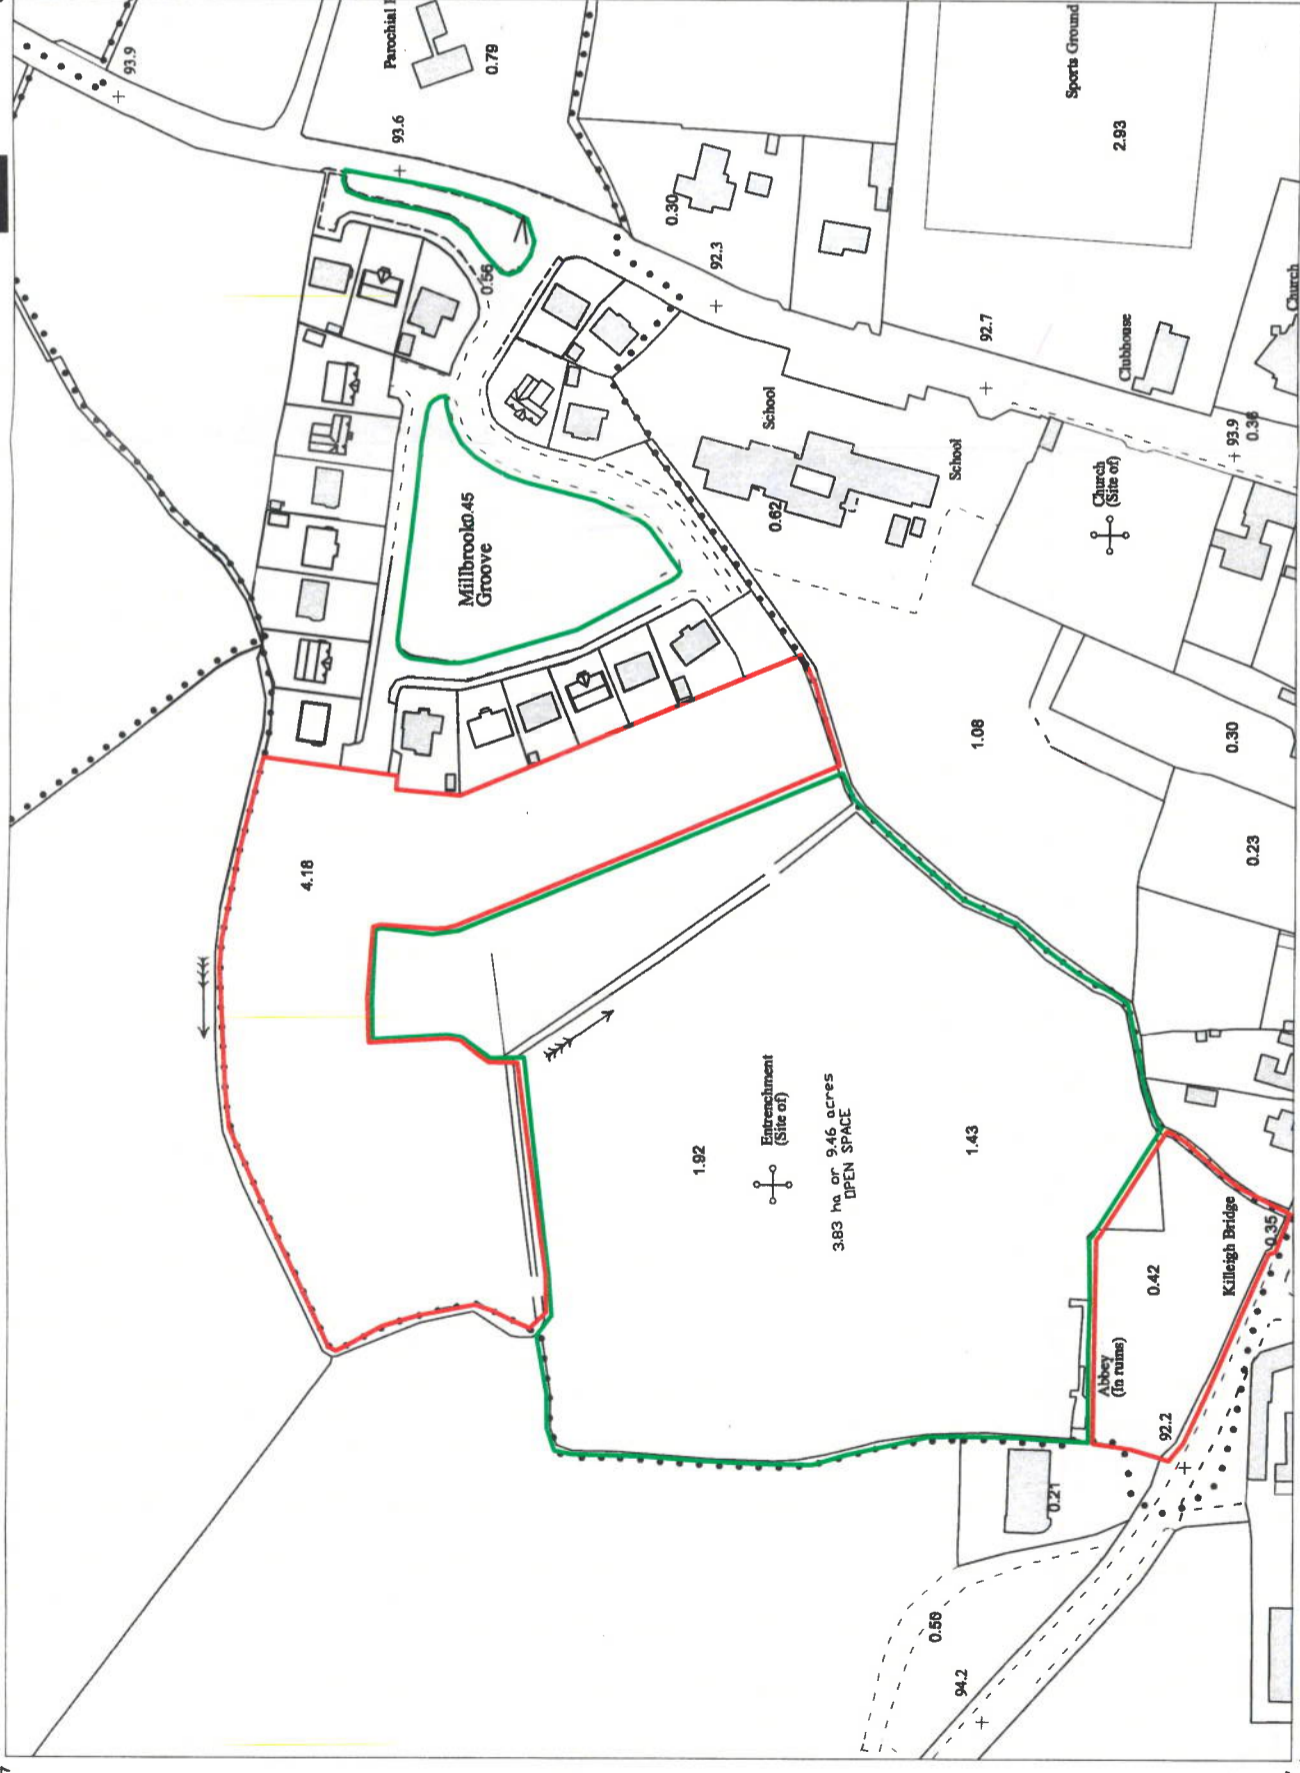 93.9
Parochial
0.79
93.6
0.56
0.30
92.3
Sports Ground
2.93
92.7
Clubhouse
Church
93.9
0.36
School
School
0.62
Church
(Site of)
Millbrook0.45
Groove
4.18
1.08
0.30
0.23
Entrenchment
(Site of)
1.92
3.83 ha or 9.46 acres
OPEN SPACE
1.43
Killeigh Bridge
0.35
0.42
Abbey
(In ruins)
92.2
0.21
0.50
94.2